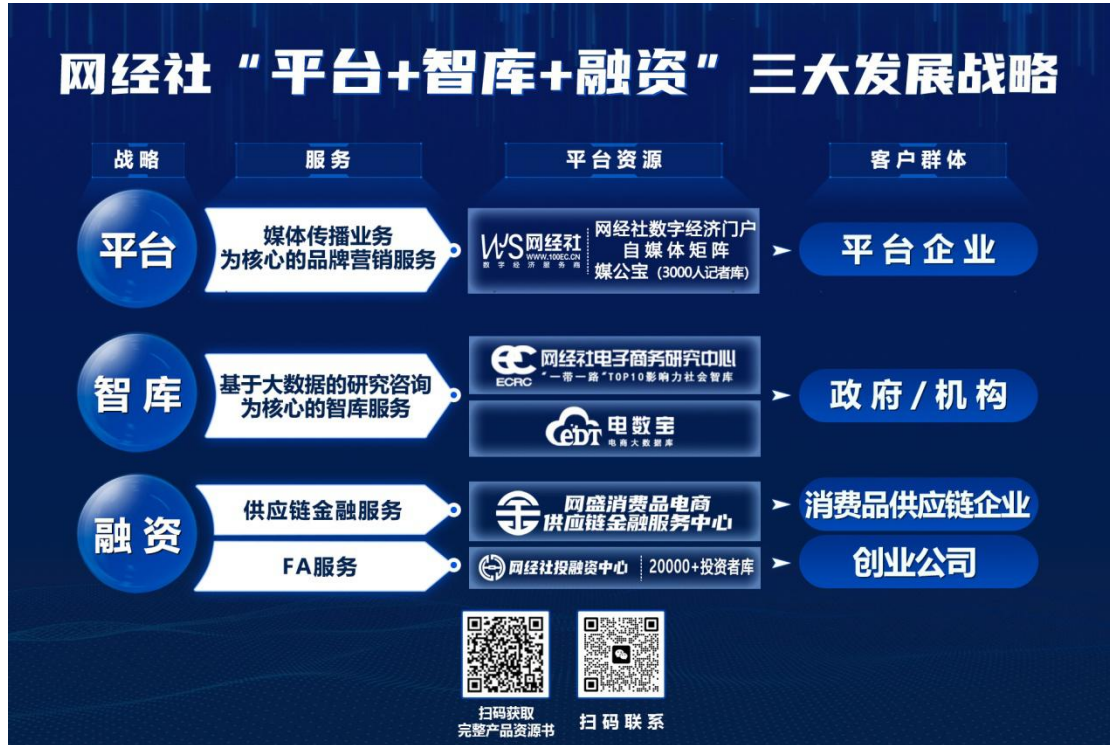 网经社“平台+智库+融资”三大发展战略
战略
服务
平台资源
客户群体
平台
媒体传播业务
为核心的品牌营销服务
网经社
WWW.100EC.CN
数字经济服务商
网经社数字经济门户
自媒体矩阵
媒公宝（3000人记者库）
平台企业
智库
基于大数据的研究咨询
为核心的智库服务
ECRC
网经社电子商务研究中心
“一带一路”TOP10影响力社会智库
eDT
电数宝
电商大数据库
政府/机构
融资
供应链金融服务
网盛消费品电商
供应链金融服务中心
消费品供应链企业
FA服务
网经社投融资中心
20000+投资者库
创业公司
扫码获取
完整产品资源书
扫码联系